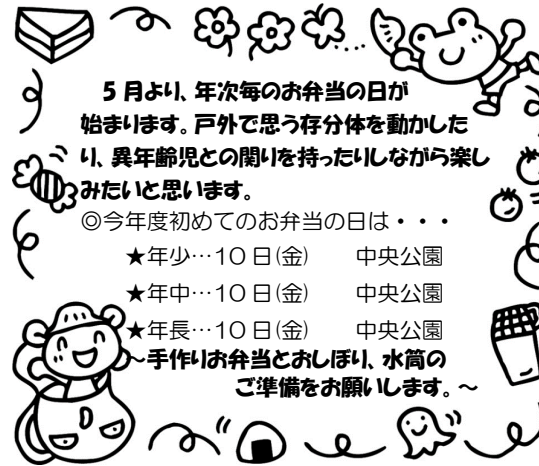 5月より、年次毎のお弁当の日が
始まります。戸外で思う存分体を動かした
り、異年齢児との関りを持ったりしながら楽し
みたいと思います。
◎今年度初めてのお弁当の日は・・・
★年少…10日(金)　　中央公園
★年中…10日(金)　　中央公園
★年長…10日(金)　　中央公園
~手作りお弁当とおしぼり、水筒の
ご準備をお願いします。~